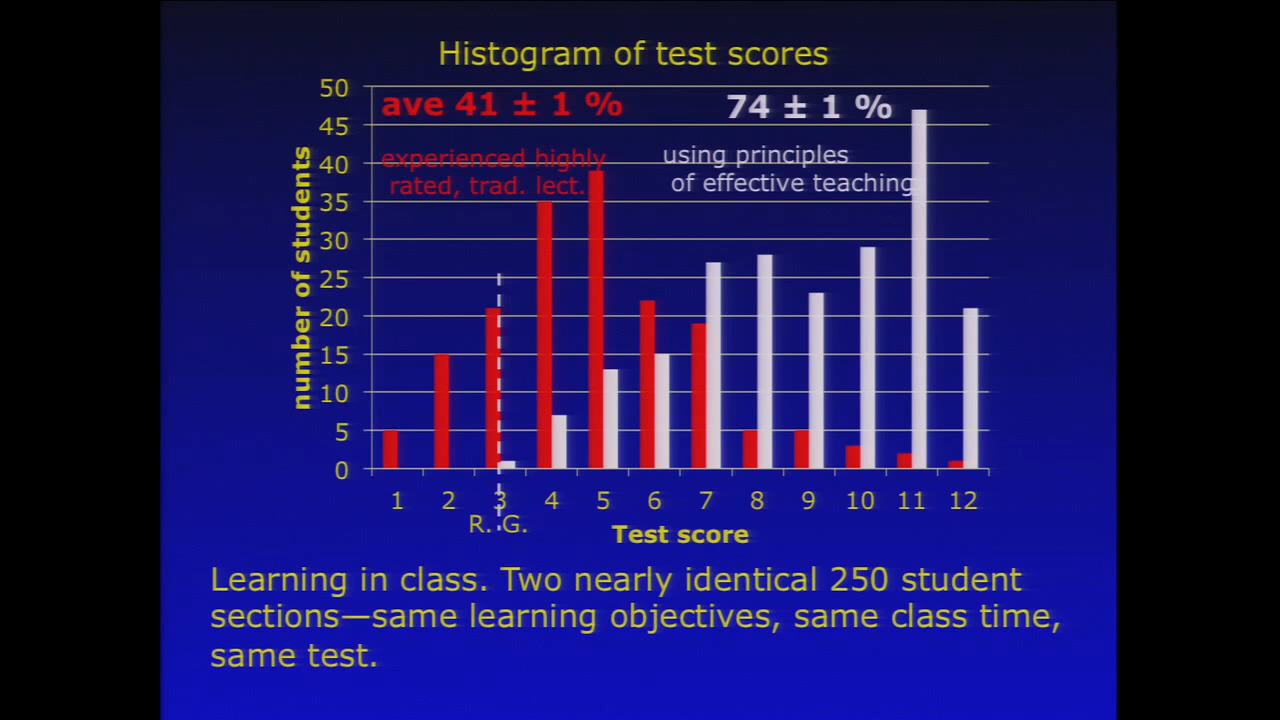 Histogram of test scores
ave 41 ± 1 %
74 ± 1 %
experienced highly
rated, trad. lect.
using principles
of effective teaching
number of students
50
45
40
35
30
25
20
15
10
5
0
1 2 3 4 5 6 7 8 9 10 11 12
R. G.
Test score
Learning in class. Two nearly identical 250 student
sections—same learning objectives, same class time,
same test.